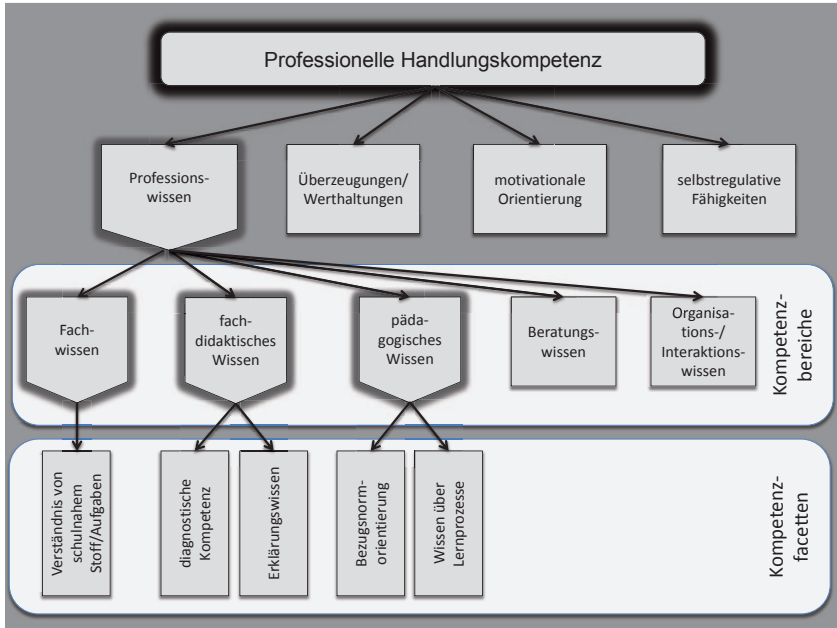 Professionelle Handlungskompetenz
Professions-
wissen
Überzeugungen/
Werthaltungen
motivationale
Orientierung
selbstregulative
Fähigkeiten
Fach-
wissen
fach-
didaktisches
Wissen
päda-
gogisches
Wissen
Beratungs-
wissen
Organisa-
tions-/
Interaktions-
wissen
Kompetenz-
bereiche
Verständnis von
schulnahem
Stoff/Aufgaben
diagnostische
Kompetenz
Erklärungswissen
Bezugsnorm-
orientierung
Wissen über
Lernprozesse
Kompetenz-
facetten